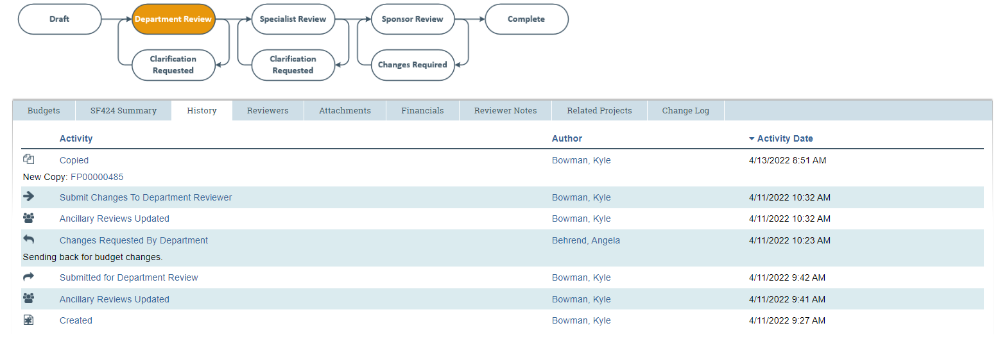 Draft
Department Review
Specialist Review
Sponsor Review
Complete
Clarification
Requested
Clarification
Requested
Changes Required
Budgets SF424 Summary History Reviewers Attachments Financials Reviewer Notes Related Projects Change Log
Activity Author Activity Date
Copied Bowman, Kyle 4/13/2022 8:51 AM
New Copy: FP00000485
Submit Changes To Department Reviewer Bowman, Kyle 4/11/2022 10:32 AM
Ancillary Reviews Updated Bowman, Kyle 4/11/2022 10:32 AM
Changes Requested By Department Behrend, Angela 4/11/2022 10:23 AM
Sending back for budget changes.
Submitted for Department Review Bowman, Kyle 4/11/2022 9:42 AM
Ancillary Reviews Updated Bowman, Kyle 4/11/2022 9:41 AM
Created Bowman, Kyle 4/11/2022 9:27 AM